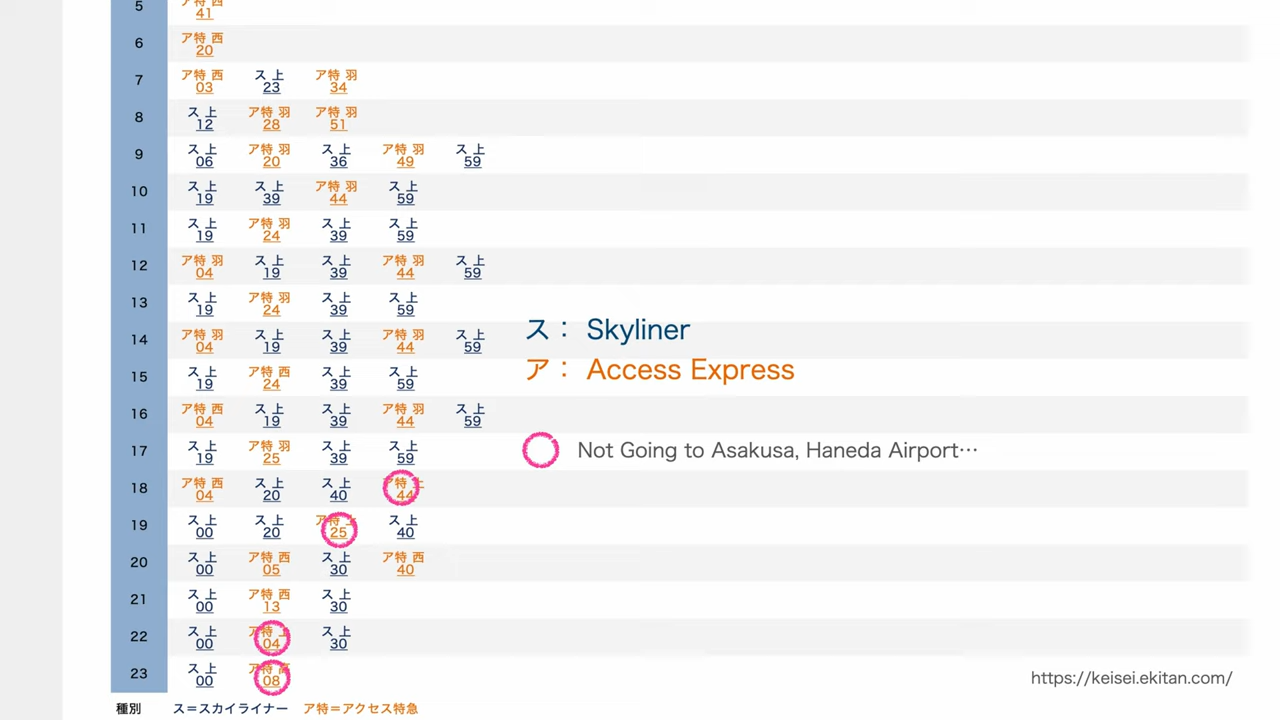 5 ア特 西 41
6 ア特 西 20
7 ア特 西 03 ス 上 23 ア特 羽 34
8 ス 上 12 ア特 羽 28 ア特 羽 51
9 ス 上 06 ア特 羽 20 ス 上 36 ア特 羽 49 ス 上 59
10 ス 上 19 ス 上 39 ア特 羽 44 ス 上 59
11 ス 上 19 ア特 羽 24 ス 上 39 ス 上 59
12 ア特 羽 04 ス 上 19 ス 上 39 ア特 羽 44 ス 上 59
13 ス 上 19 ア特 羽 24 ス 上 39 ス 上 59
14 ア特 羽 04 ス 上 19 ス 上 39 ア特 羽 44 ス 上 59
ス： Skyliner
15 ス 上 19 ア特 西 24 ス 上 39 ス 上 59
ア： Access Express
16 ア特 西 04 ス 上 19 ス 上 39 ア特 羽 44 ス 上 59
17 ス 上 19 ア特 羽 25 ス 上 39 ス 上 59
Not Going to Asakusa, Haneda Airport…
18 ア特 西 04 ス 上 20 ス 上 40 ア特 上 44
19 ス 上 00 ス 上 20 ア特 上 25 ス 上 40
20 ス 上 00 ア特 西 05 ス 上 30 ア特 西 40
21 ス 上 00 ア特 西 13 ス 上 30
22 ス 上 00 ア特 上 04 ス 上 30
23 ス 上 00 ア特 高 08
https://keisei.ekitan.com/
種別 ス＝スカイライナー ア特＝アクセス特急